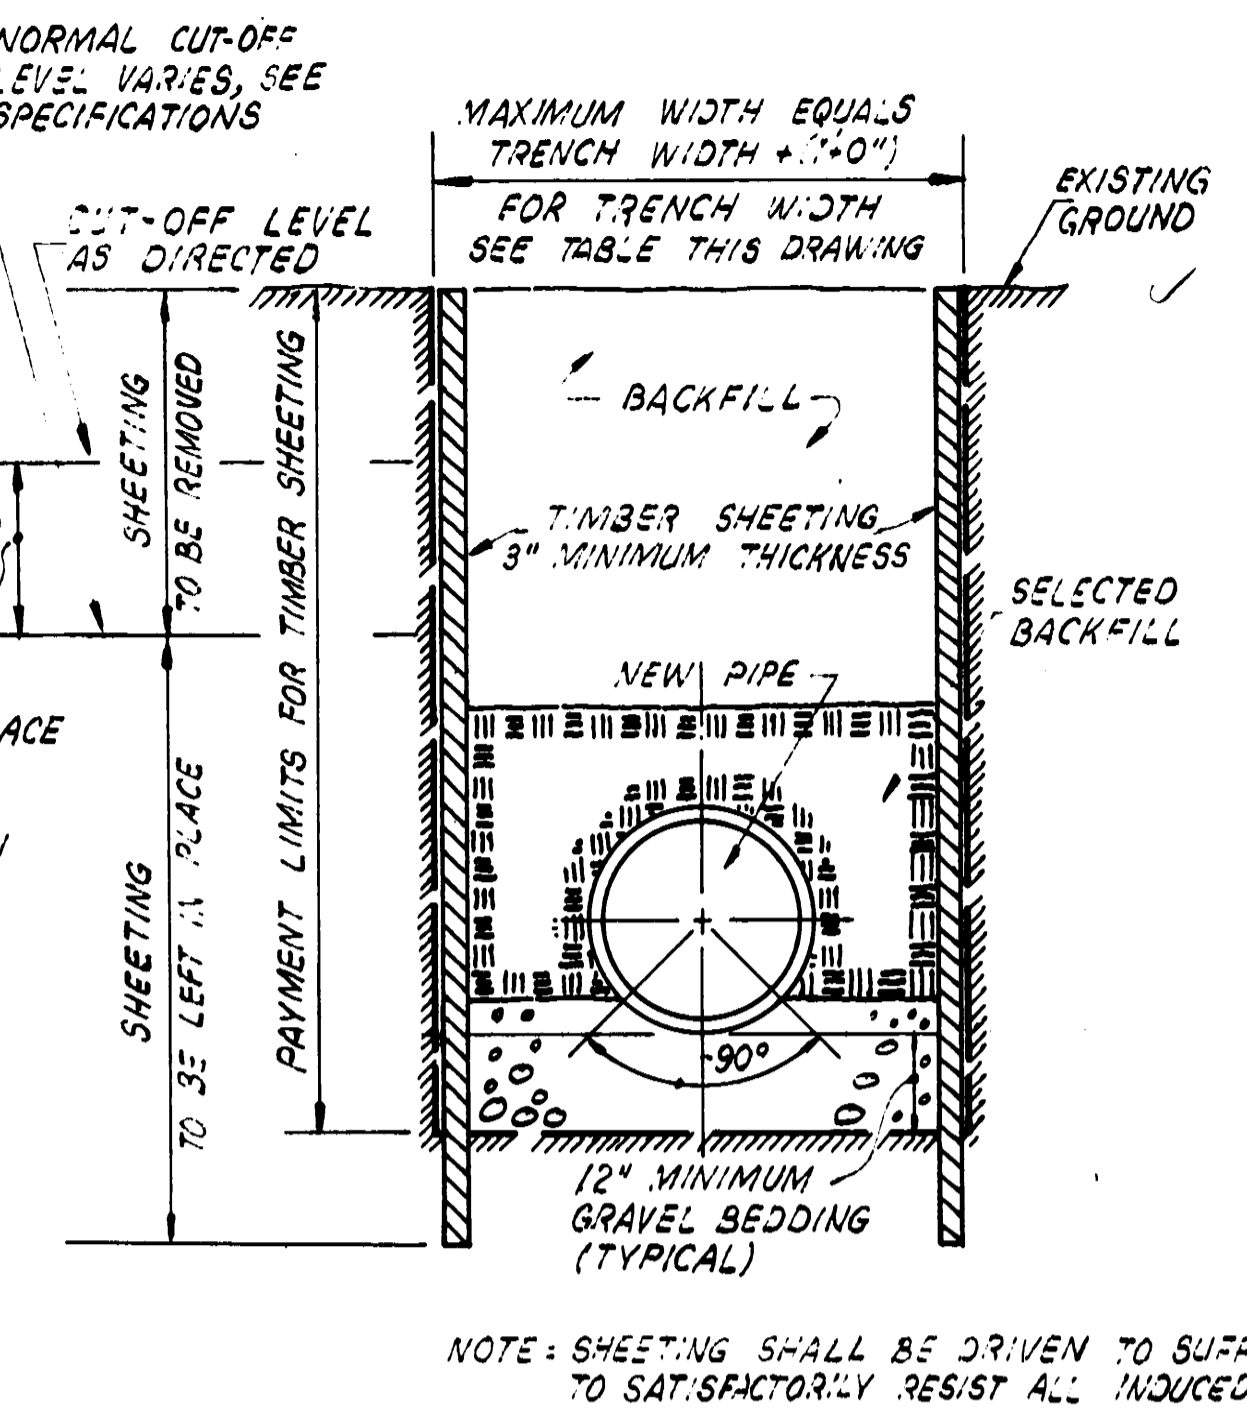 NORMAL CUT-OFF
LEVEL VARIES, SEE
SPECIFICATIONS
MAXIMUM WIDTH EQUALS
TRENCH WIDTH + (1'+0")
FOR TRENCH WIDTH
SEE TABLE THIS DRAWING
EXISTING
GROUND
CUT-OFF LEVEL
AS DIRECTED
SHEETING
TO BE REMOVED
PAYMENT LIMITS FOR TIMBER SHEETING
BACKFILL
TIMBER SHEETING
3" MINIMUM THICKNESS
SELECTED
BACKFILL
NEW PIPE
ACE
SHEETING
TO BE LEFT IN PLACE
90°
12" MINIMUM
GRAVEL BEDDING
(TYPICAL)
NOTE: SHEETING SHALL BE DRIVEN TO SUFF
TO SATISFACTORILY RESIST ALL INDUCED